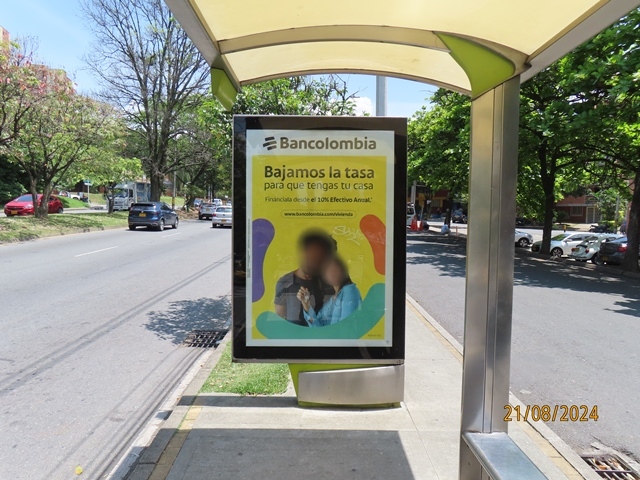 Bancolombia
Bajamos la tasa
para que tengas tu casa
Finánciala desde el 10% Efectivo Anual.*
www.bancolombia.com/vivienda
21/08/2024